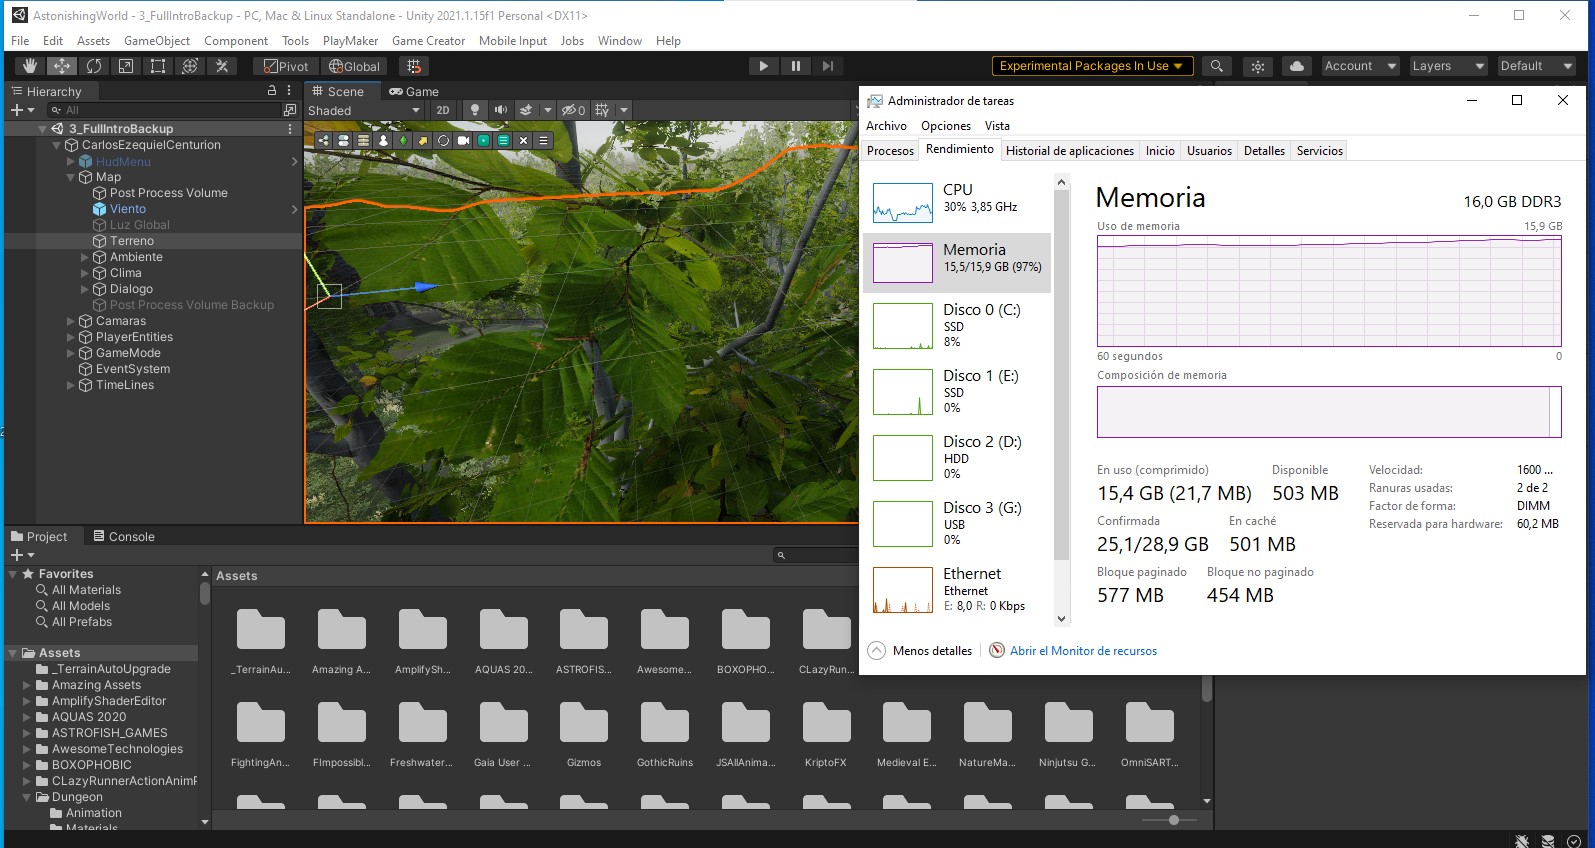 AstonishingWorld - 3_FullIntroBackup - PC, Mac & Linux Standalone - Unity 2021.1.15f1 Personal <DX11>
File Edit Assets GameObject Component Tools PlayMaker Game Creator Mobile Input Jobs Window Help
Pivot Global Experimental Packages In Use Account Layers Default
Hierarchy
All
3_FullIntroBackup
CarlosEzequielCenturion
HudMenu
Map
Post Process Volume
Viento
Luz Global
Terreno
Ambiente
Clima
Dialogo
Post Process Volume Backup
Camaras
PlayerEntities
GameMode
EventSystem
TimeLines
Scene Game
Shaded 2D 0
Administrador de tareas
Archivo Opciones Vista
Procesos Rendimiento Historial de aplicaciones Inicio Usuarios Detalles Servicios
CPU
30% 3,85 GHz
Memoria
15,5/15,9 GB (97%)
Disco 0 (C:)
SSD
8%
Disco 1 (E:)
SSD
0%
Disco 2 (D:)
HDD
0%
Disco 3 (G:)
USB
0%
Ethernet
Ethernet
E: 8,0 R: 0 Kbps
Memoria 16,0 GB DDR3
Uso de memoria 15,9 GB
60 segundos 0
Composición de memoria
En uso (comprimido) Disponible
15,4 GB (21,7 MB) 503 MB
Confirmada En caché
25,1/28,9 GB 501 MB
Bloque paginado Bloque no paginado
577 MB 454 MB
Velocidad: 1600 ...
Ranuras usadas: 2 de 2
Factor de forma: DIMM
Reservada para hardware: 60,2 MB
Menos detalles Abrir el Monitor de recursos
Project Console
Favorites
All Materials
All Models
All Prefabs
Assets
_TerrainAutoUpgrade
Amazing Assets
AmplifyShaderEditor
AQUAS 2020
ASTROFISH_GAMES
AwesomeTechnologies
BOXOPHOBIC
CLazyRunnerActionAnimF
Dungeon
Animation
Materials
Assets
_TerrainAu... Amazing A... AmplifySh... AQUAS 20... ASTROFIS... Awesome... BOXOPHO... CLazyRun...
FightingAn... FImpossibl... Freshwater... Gaia User ... Gizmos GothicRuins JSAllAnima... KriptoFX Medieval E... NatureMa... Ninjutsu G... OmniSART...